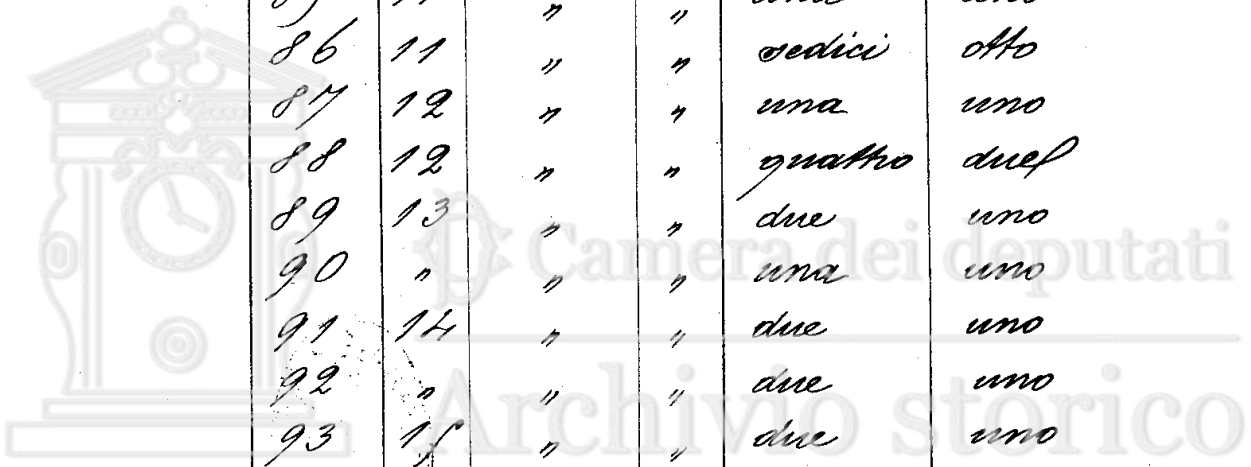 86 11 " " sedici otto
87 12 " " una uno
88 12 " " quattro due
89 13 " " due uno
90 " " " una uno
91 14 " " due uno
92 " " " due uno
93 15 " " due uno
Camera dei deputati
Archivio storico